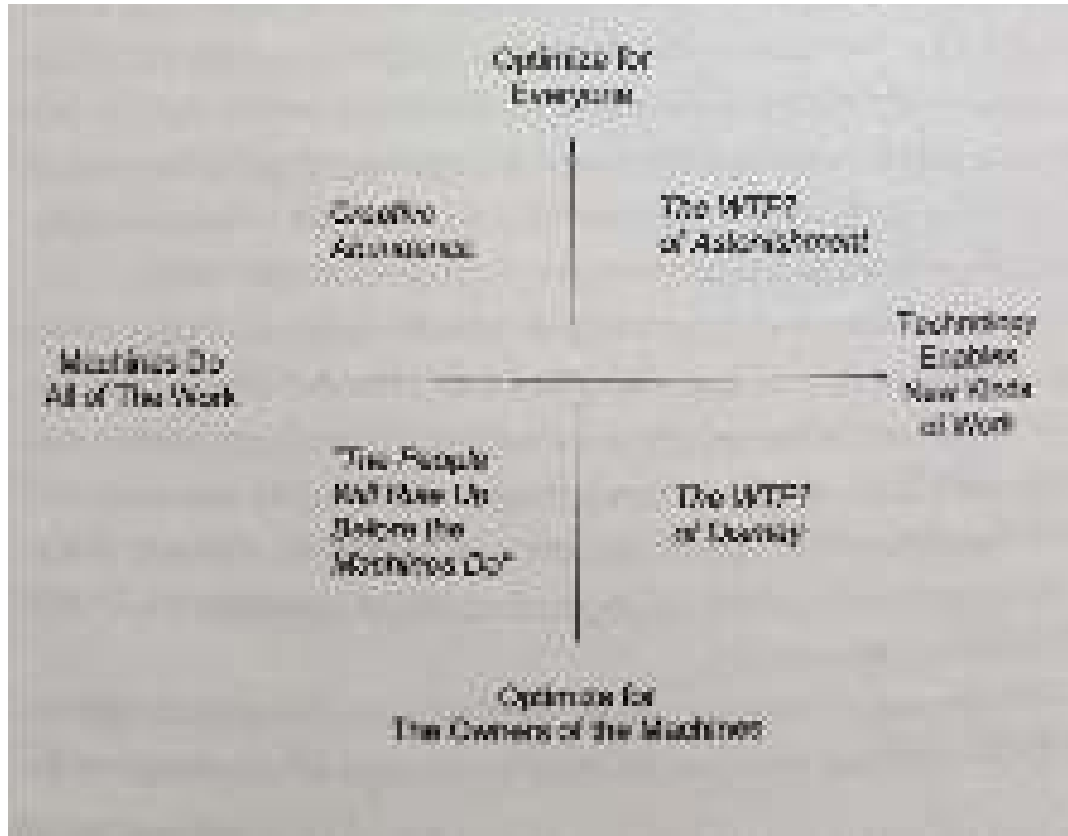 Optimize for
Everyone
Creative
Abundance
The WTF?
of Astonishment
Machines Do
All of The Work
Technology
Enables
New Kinds
of Work
"The People
Will Rise Up
Before the
Machines Do"
The WTF?
of Dismay
Optimize for
The Owners of the Machines